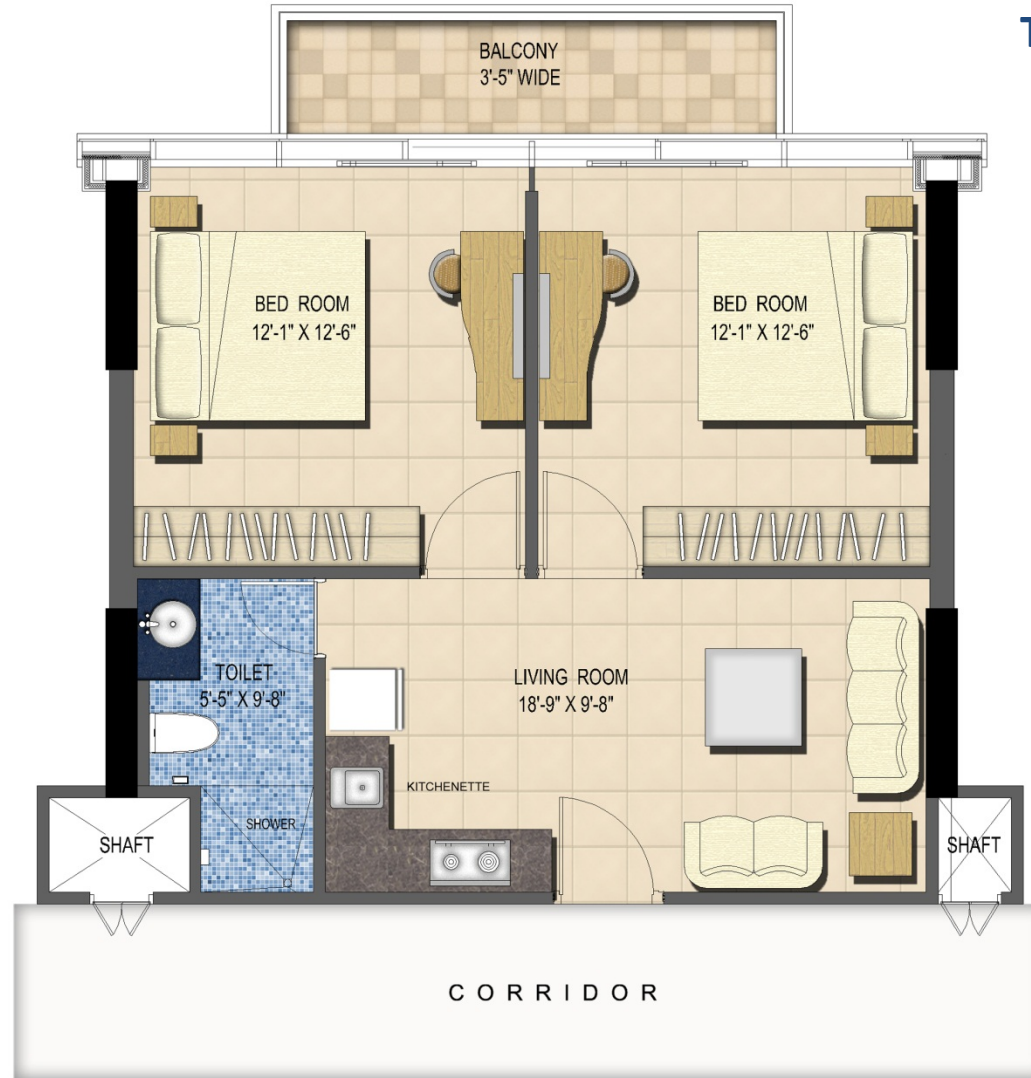 T
BALCONY
3'-5" WIDE
BED ROOM
12'-1" X 12'-6"
BED ROOM
12'-1" X 12'-6"
TOILET
5'-5" X 9'-8"
LIVING ROOM
18'-9" X 9'-8"
KITCHENETTE
SHOWER
SHAFT
SHAFT
CORRIDOR